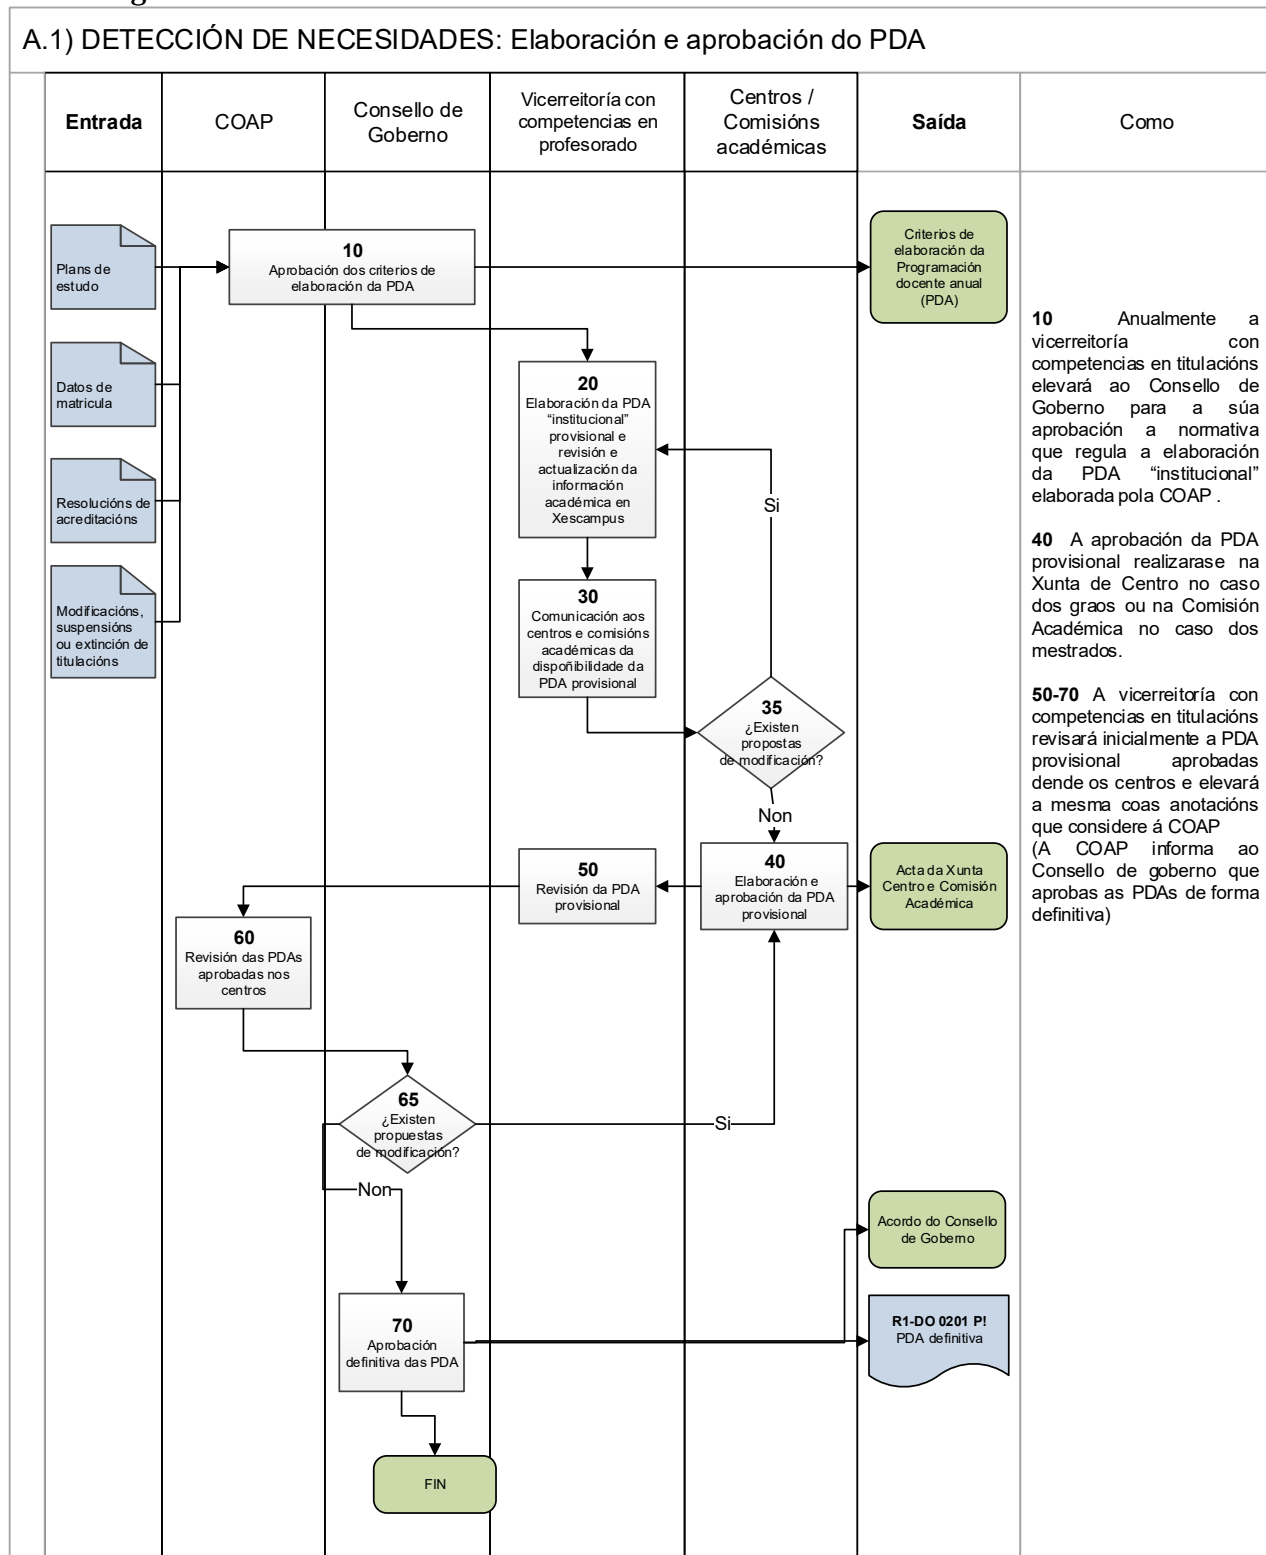 A.1) DETECCIÓN DE NECESIDADES: Elaboración e aprobación do PDA
Entrada
COAP
Consello de
Goberno
Vicerreitoría con
competencias en
profesorado
Centros /
Comisións
académicas
Saída
Como
Plans de
estudo
Datos de
matricula
Resolucións de
acreditacións
Modificacións,
suspensións
ou extinción de
titulacións
10
Aprobación dos criterios de
elaboración da PDA
Criterios de
elaboración da
Programación
docente anual
(PDA)
20
Elaboración da PDA
“institucional”
provisional e
revisión e
actualización da
información
académica en
Xescampus
Si
30
Comunicación aos
centros e comisións
académicas da
dispoñibilidade da
PDA provisional
35
¿Existen
propostas
de modificación?
Non
40
Elaboración e
aprobación da PDA
provisional
50
Revisión da PDA
provisional
Acta da Xunta
Centro e Comisión
Académica
60
Revisión das PDAs
aprobadas nos
centros
65
¿Existen
propuestas
de modificación?
Si
Non
70
Aprobación
definitiva das PDA
Acordo do Consello
de Goberno
R1-DO 0201 P!
PDA definitiva
FIN
10 Anualmente a
vicerreitoría con
competencias en titulacións
elevará ao Consello de
Goberno para a súa
aprobación a normativa
que regula a elaboración
da PDA “institucional”
elaborada pola COAP .
40 A aprobación da PDA
provisional realizarase na
Xunta de Centro no caso
dos graos ou na Comisión
Académica no caso dos
mestrados.
50-70 A vicerreitoría con
competencias en titulacións
revisará inicialmente a PDA
provisional aprobadas
dende os centros e elevará
a mesma coas anotacións
que considere á COAP
(A COAP informa ao
Consello de goberno que
aprobas as PDAs de forma
definitiva)